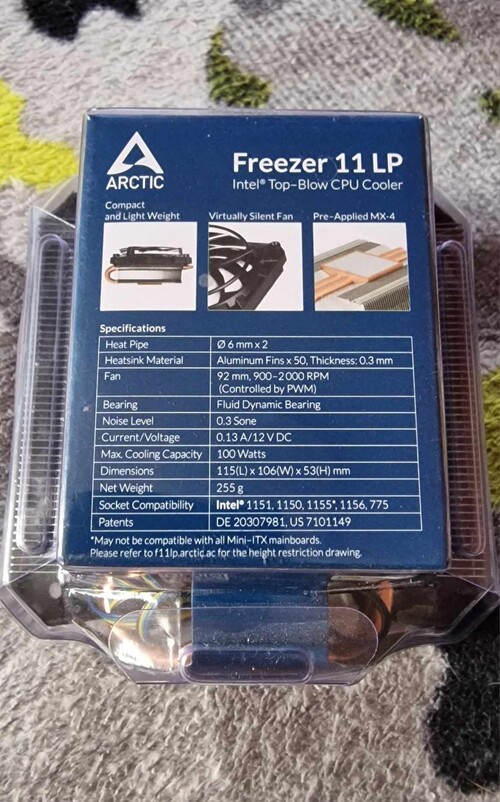 ARCTIC
Freezer 11 LP
Intel® Top-Blow CPU Cooler
Compact
and Light Weight
Virtually Silent Fan
Pre-Applied MX-4
Specifications
Heat Pipe Ø 6 mm x 2
Heatsink Material Aluminum Fins x 50, Thickness: 0.3 mm
Fan 92 mm, 900-2000 RPM
(Controlled by PWM)
Bearing Fluid Dynamic Bearing
Noise Level 0.3 Sone
Current/Voltage 0.13 A/12 V DC
Max. Cooling Capacity 100 Watts
Dimensions 115(L) x 106(W) x 53(H) mm
Net Weight 255 g
Socket Compatibility Intel® 1151, 1150, 1155*, 1156, 775
Patents DE 20307981, US 7101149
*May not be compatible with all Mini-ITX mainboards.
Please refer to f11lp.arctic.ac for the height restriction drawing.